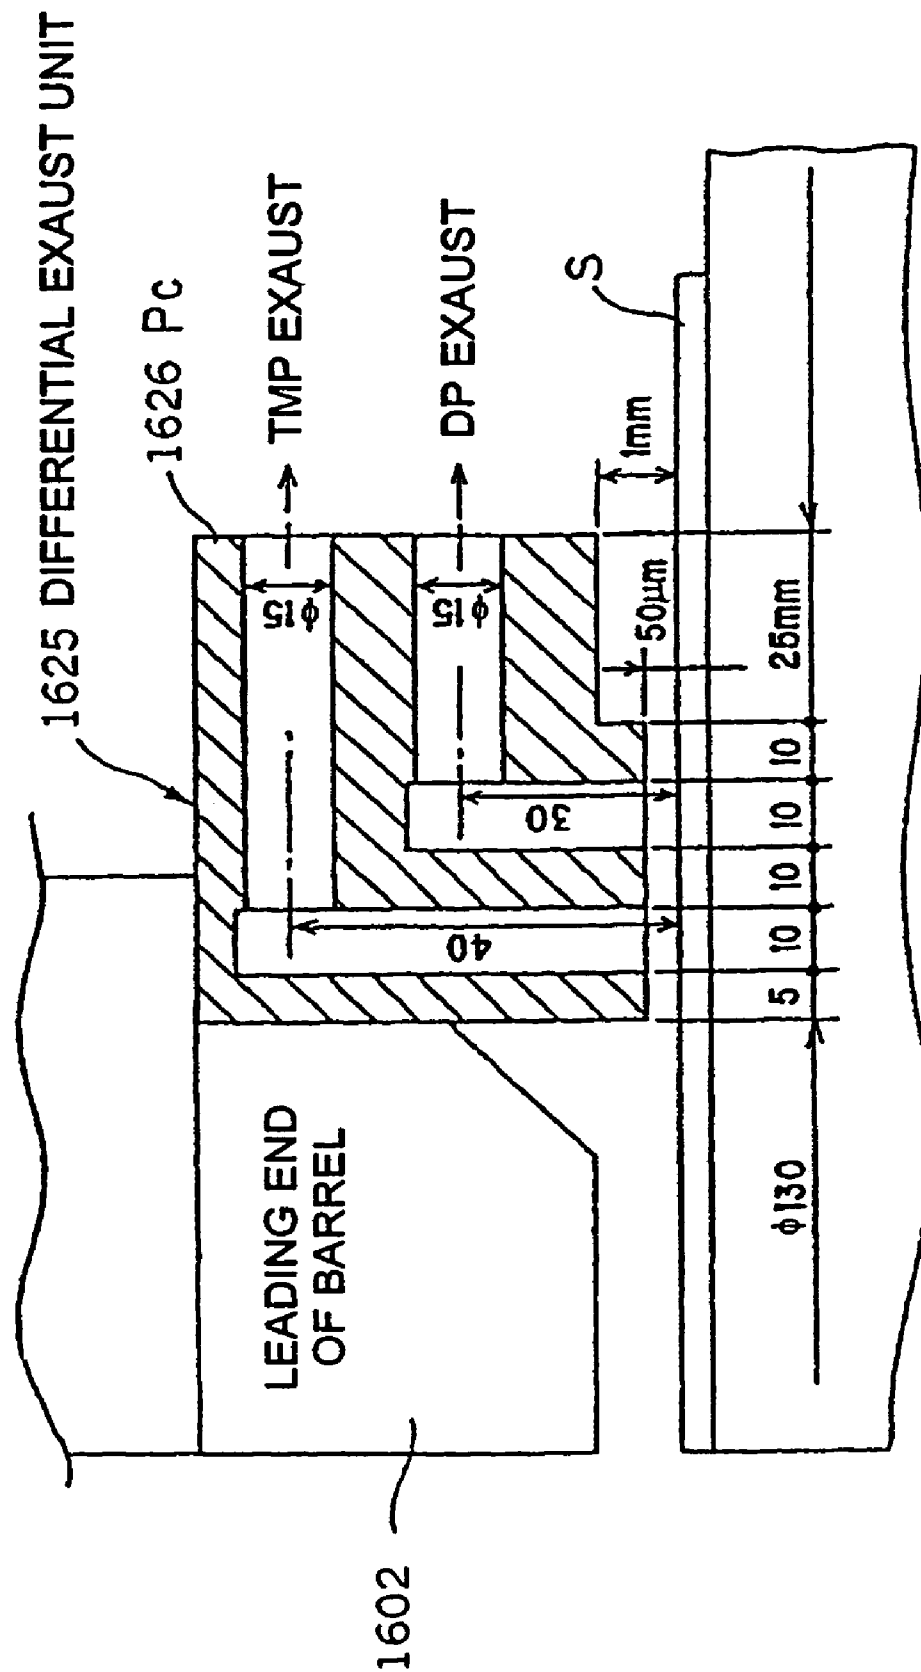 1625 DIFFERENTIAL EXAUST UNIT
1626 Pc
TMP EXAUST
DP EXAUST
S
φ15
φ15
1mm
50μm
30
40
25mm
10
10
10
10
5
φ130
LEADING END
OF BARREL
1602